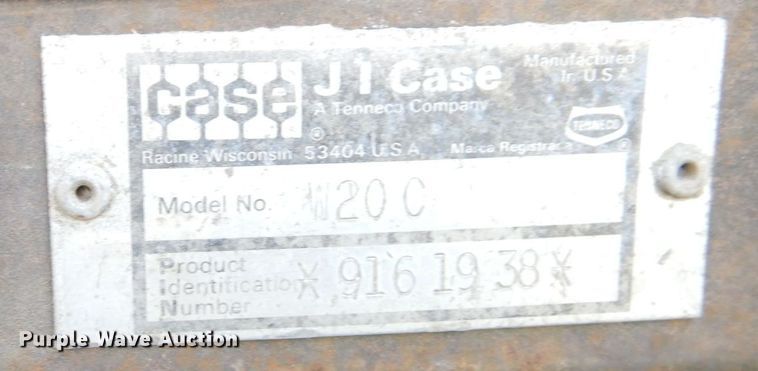 case
J I Case
A Tenneco Company
Manufactured
In U.S.A.
TENNECO
®
Racine Wisconsin 53404 U.S.A.
Marca Registrada ®
Model No. W20 C
Product
Identification
Number
* 9161938 *
Purple Wave Auction